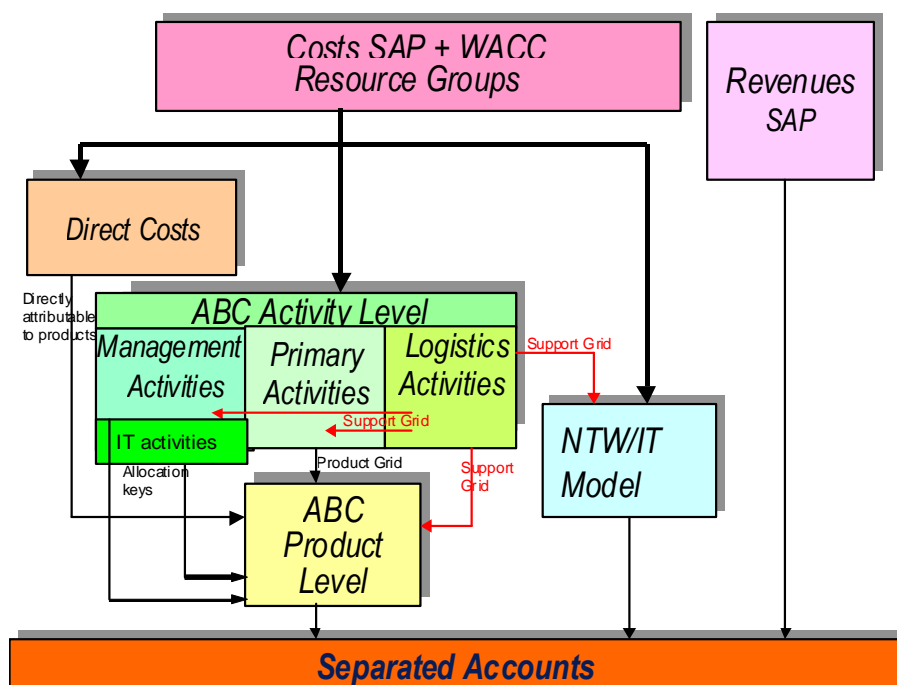 Costs SAP + WACC
Resource Groups
Revenues
SAP
Direct Costs
Directly
attributable
to products
ABC Activity Level
Management
Activities
Primary
Activities
Logistics
Activities
Support Grid
Support Grid
IT activities
Allocation
keys
Product Grid
Support
Grid
NTW/IT
Model
ABC
Product
Level
Separated Accounts